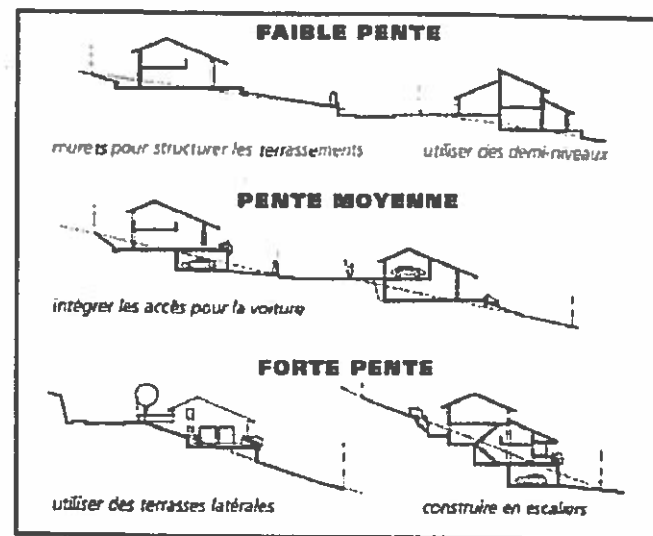 FAIBLE PENTE
murets pour structurer les terrassements
utiliser des demi-niveaux
PENTE MOYENNE
intégrer les accès pour la voiture
FORTE PENTE
utiliser des terrasses latérales
construire en escaliers